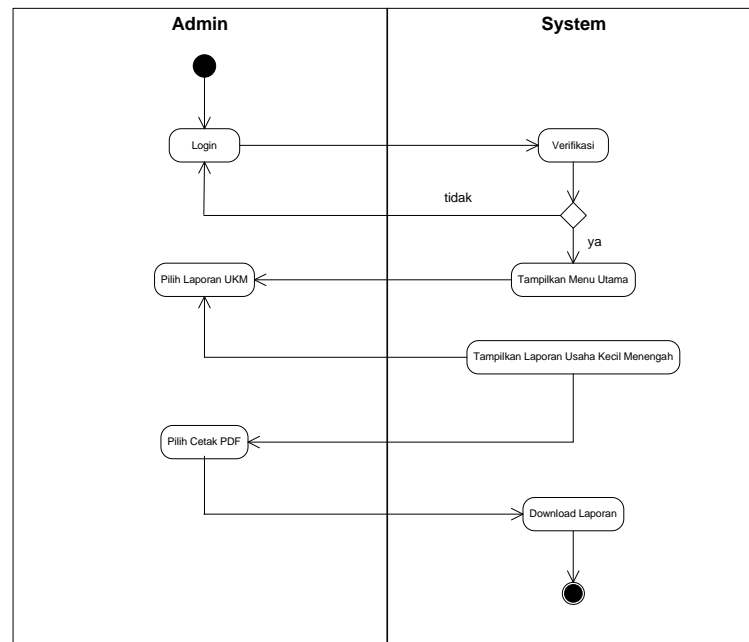 Admin
System
Login
Verifikasi
tidak
ya
Pilih Laporan UKM
Tampilkan Menu Utama
Tampilkan Laporan Usaha Kecil Menengah
Pilih Cetak PDF
Download Laporan